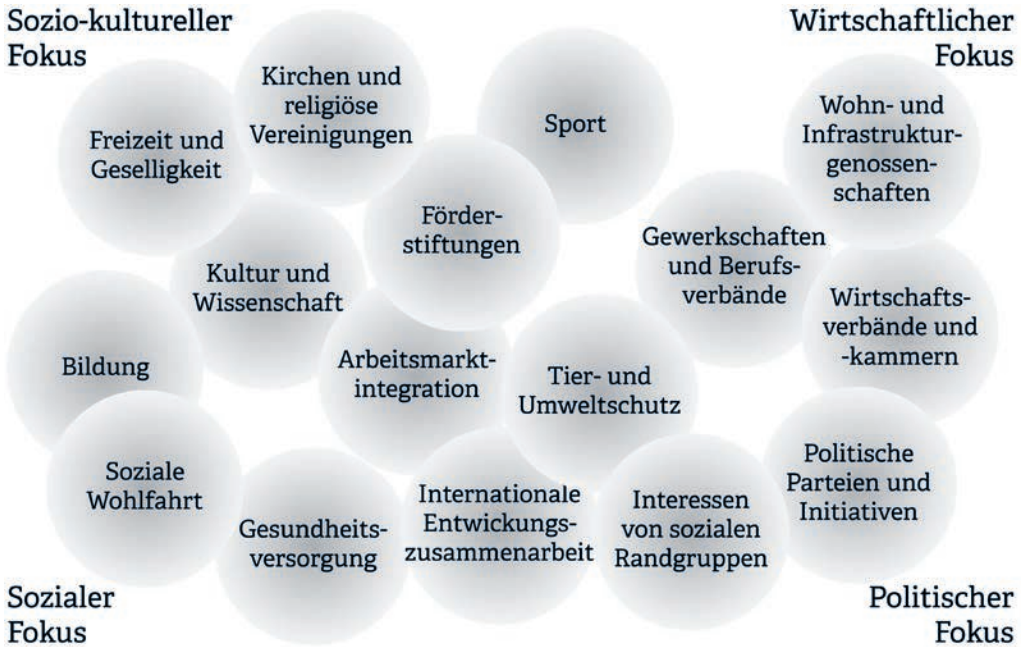 Sozio-kultureller
Fokus
Wirtschaftlicher
Fokus
Kirchen und
religiöse
Vereinigungen
Sport
Wohn- und
Infrastruktur-
genossen-
schaften
Freizeit und
Geselligkeit
Förder-
stiftungen
Gewerkschaften
und Berufs-
verbände
Kultur und
Wissenschaft
Wirtschafts-
verbände und
-kammern
Bildung
Arbeitsmarkt-
integration
Tier- und
Umweltschutz
Soziale
Wohlfahrt
Gesundheits-
versorgung
Internationale
Entwickungs-
zusammenarbeit
Interessen
von sozialen
Randgruppen
Politische
Parteien und
Initiativen
Sozialer
Fokus
Politischer
Fokus